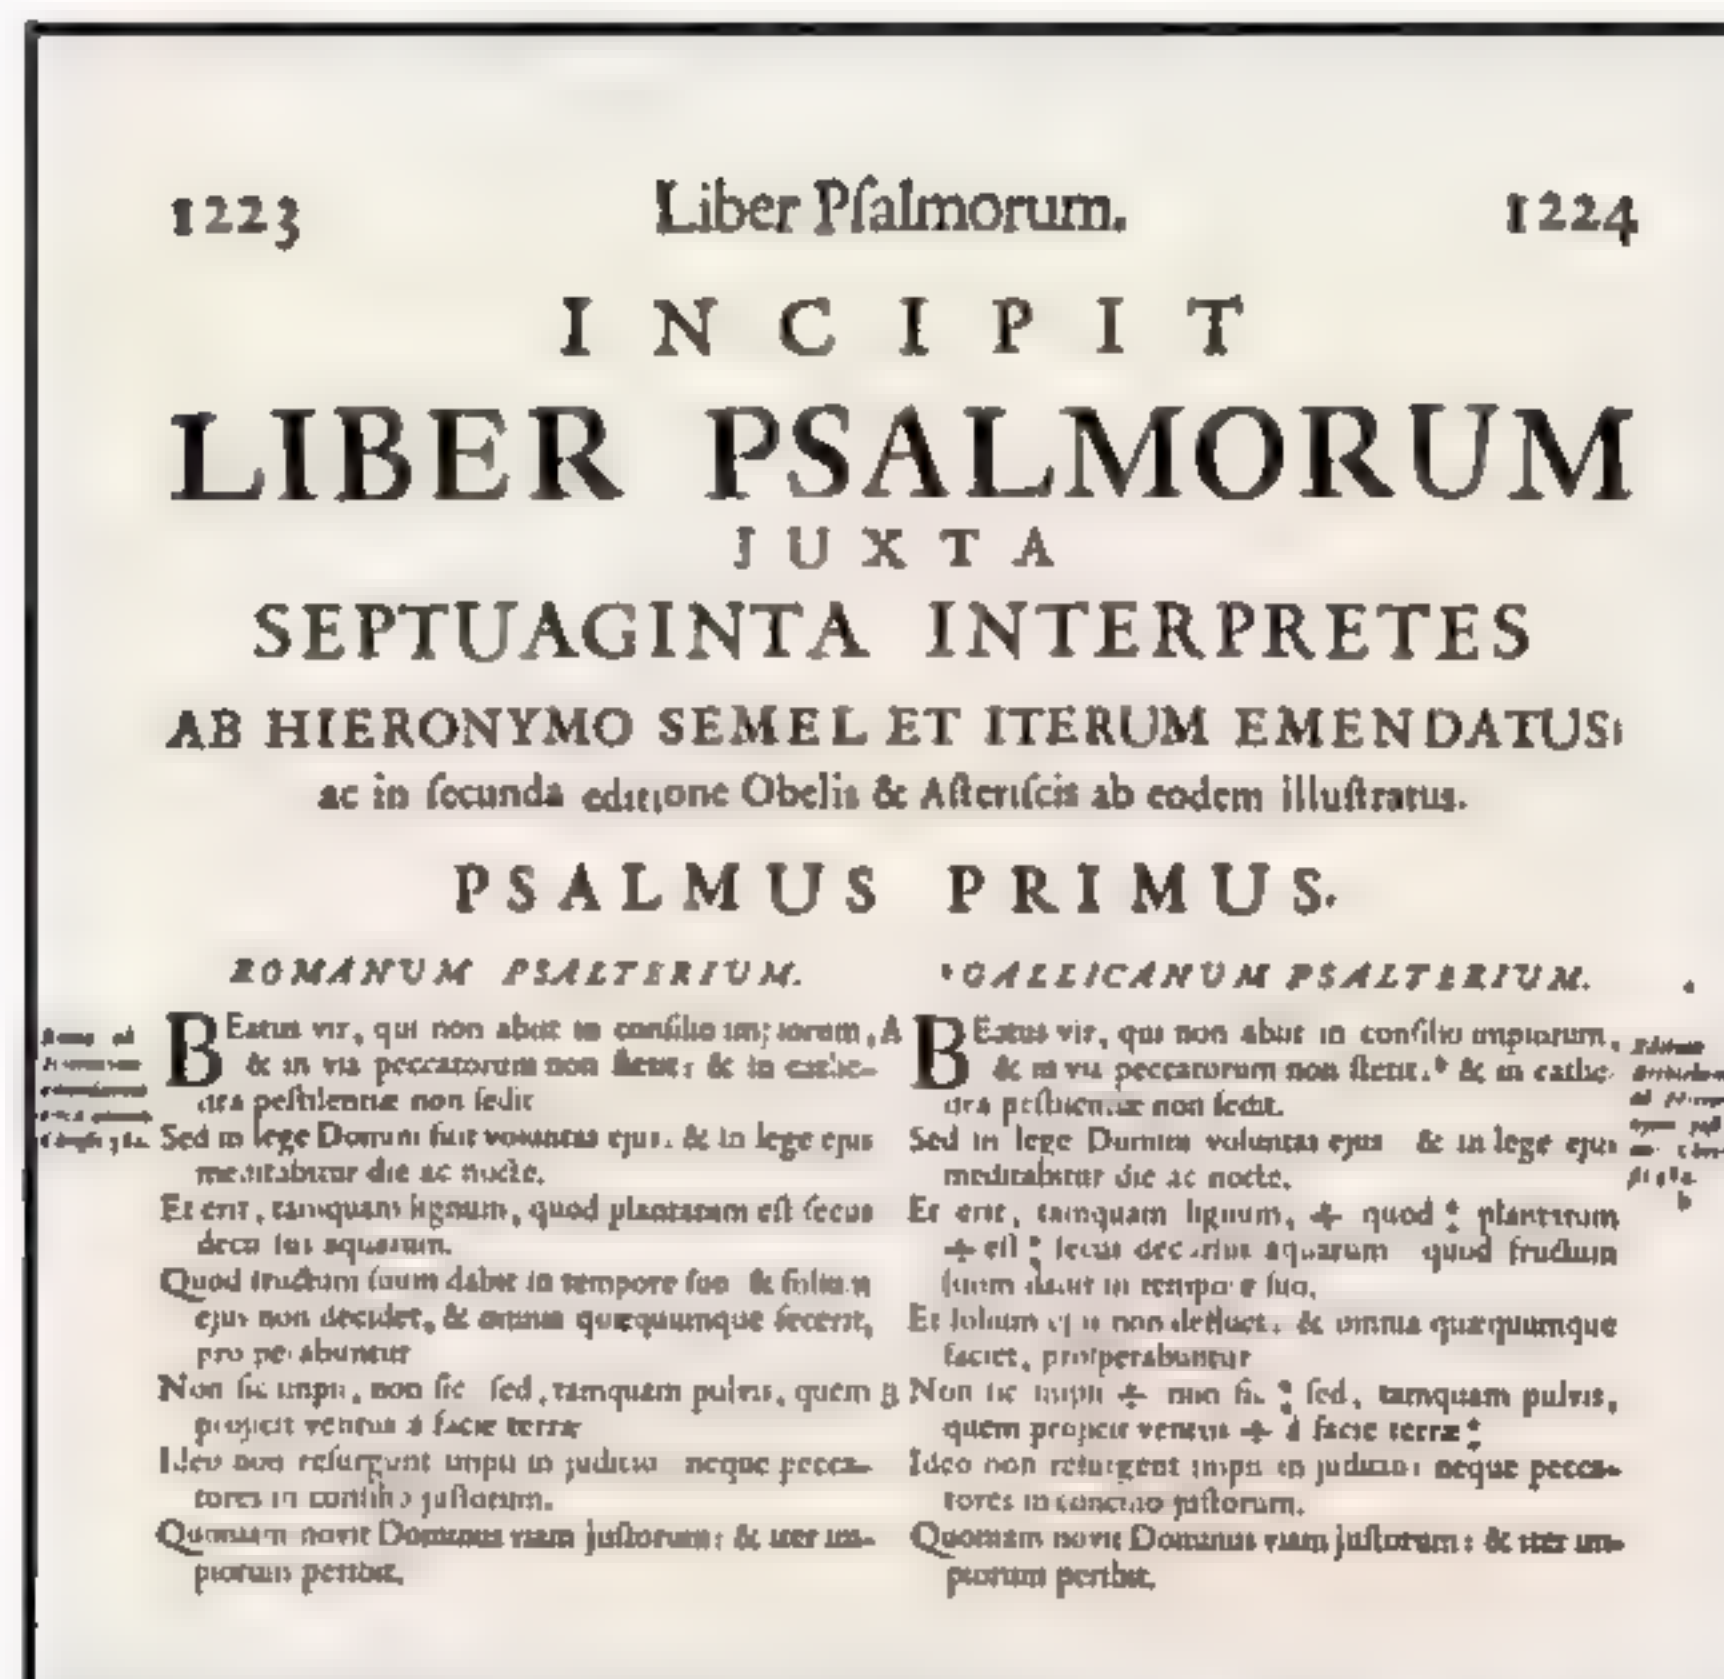 1223 Liber Pſalmorum. 1224
INCIPIT
LIBER PSALMORUM
JUXTA
SEPTUAGINTA INTERPRETES
AB HIERONYMO SEMEL ET ITERUM EMENDATUS:
ac in ſecunda editione Obelis & Aſteriſcis ab eodem illuſtratus.
PSALMUS PRIMUS.
ROMANUM PSALTERIUM.
BEatus vir, qui non abiit in conſilio impiorum,
& in via peccatorum non ſtetit: & in cathe-
dra peſtilentiæ non ſedit
Sed in lege Domini fuit voluntas ejus. & in lege ejus
meditabitur die ac nocte.
Et erit, tamquam lignum, quod plantatum eſt ſecus
decurſus aquarum.
Quod fructum ſuum dabit in tempore ſuo & folium
ejus non decidet, & omnia quæquumque fecerit,
proſperabuntur
Non ſic impii, non ſic ſed, tamquam pulvis, quem
projicit ventus à facie terræ
Ideo non reſurgunt impii in judicio neque pecca-
tores in conſilio juſtorum.
Quoniam novit Dominus viam juſtorum: & iter im-
piorum peribit.
A
B
GALLICANUM PSALTERIUM.
BEatus vir, qui non abiit in conſilio impiorum,
& in via peccatorum non ſtetit. & in cathe-
dra peſtilentiæ non ſedit.
Sed in lege Domini voluntas ejus & in lege ejus
meditabitur die ac nocte.
Et erit, tamquam lignum, ÷ quod : plantatum
÷ eſt : ſecus decurſus aquarum quod fructum
ſuum dabit in tempore ſuo.
Et folium ejus non defluet. & omnia quæquumque
faciet, proſperabuntur
Non ſic impii ÷ non ſic : ſed, tamquam pulvis,
quem projicit ventus ÷ à facie terræ :
Ideo non reſurgent impii in judicio: neque pecca-
tores in concilio juſtorum.
Quoniam novit Dominus viam juſtorum: & iter im-
piorum peribit.
b